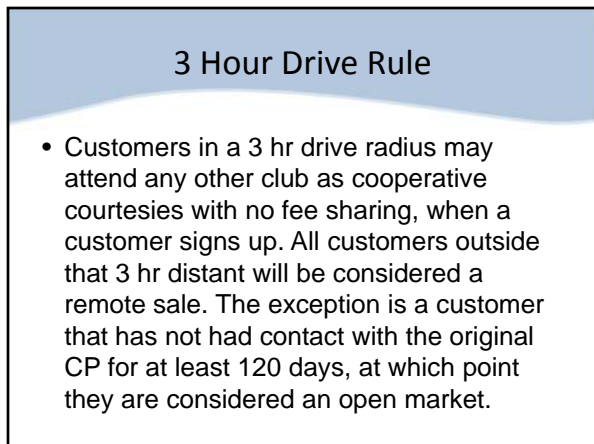 3 Hour Drive Rule
• Customers in a 3 hr drive radius may
attend any other club as cooperative
courtesies with no fee sharing, when a
customer signs up. All customers outside
that 3 hr distant will be considered a
remote sale. The exception is a customer
that has not had contact with the original
CP for at least 120 days, at which point
they are considered an open market.